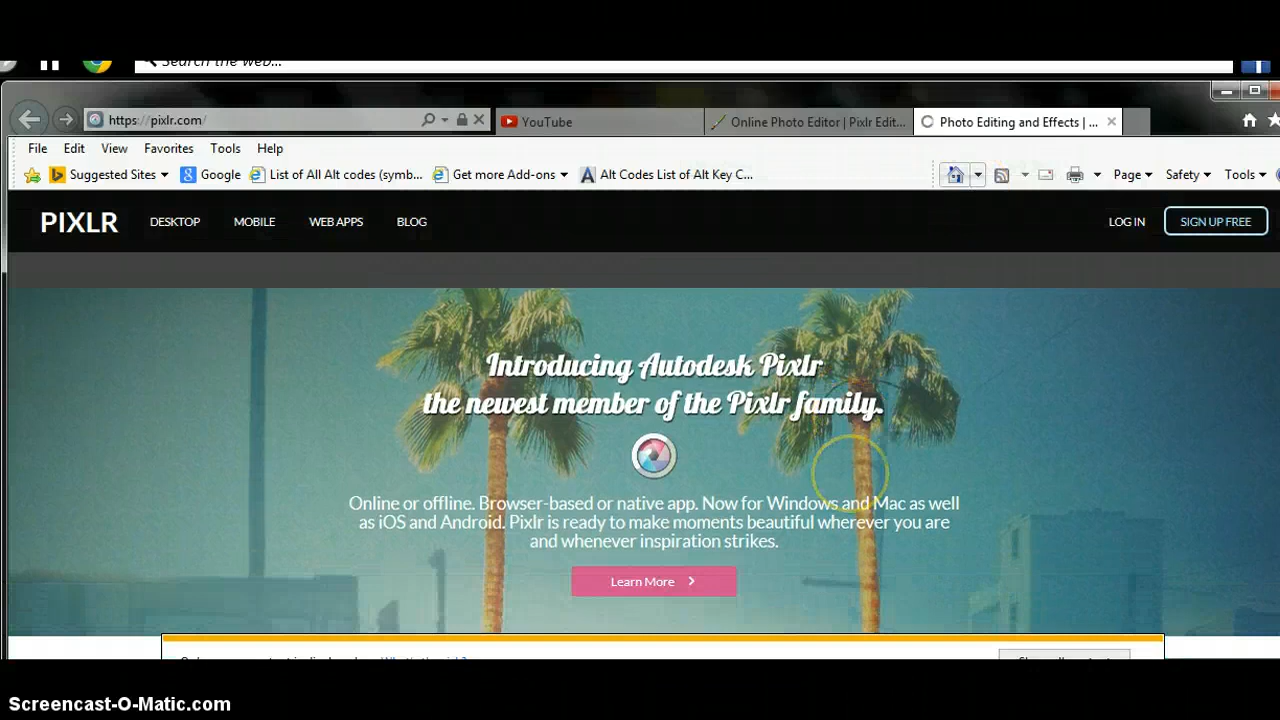 Search the web...
https://pixlr.com/
YouTube
Online Photo Editor | Pixlr Edit...
Photo Editing and Effects | ...
File Edit View Favorites Tools Help
Suggested Sites
Google
List of All Alt codes (symb...
Get more Add-ons
Alt Codes List of Alt Key C...
Page
Safety
Tools
PIXLR DESKTOP MOBILE WEB APPS BLOG
LOG IN SIGN UP FREE
Introducing Autodesk Pixlr
the newest member of the Pixlr family.
Online or offline. Browser-based or native app. Now for Windows and Mac as well
as iOS and Android. Pixlr is ready to make moments beautiful wherever you are
and whenever inspiration strikes.
Learn More
Screencast-O-Matic.com